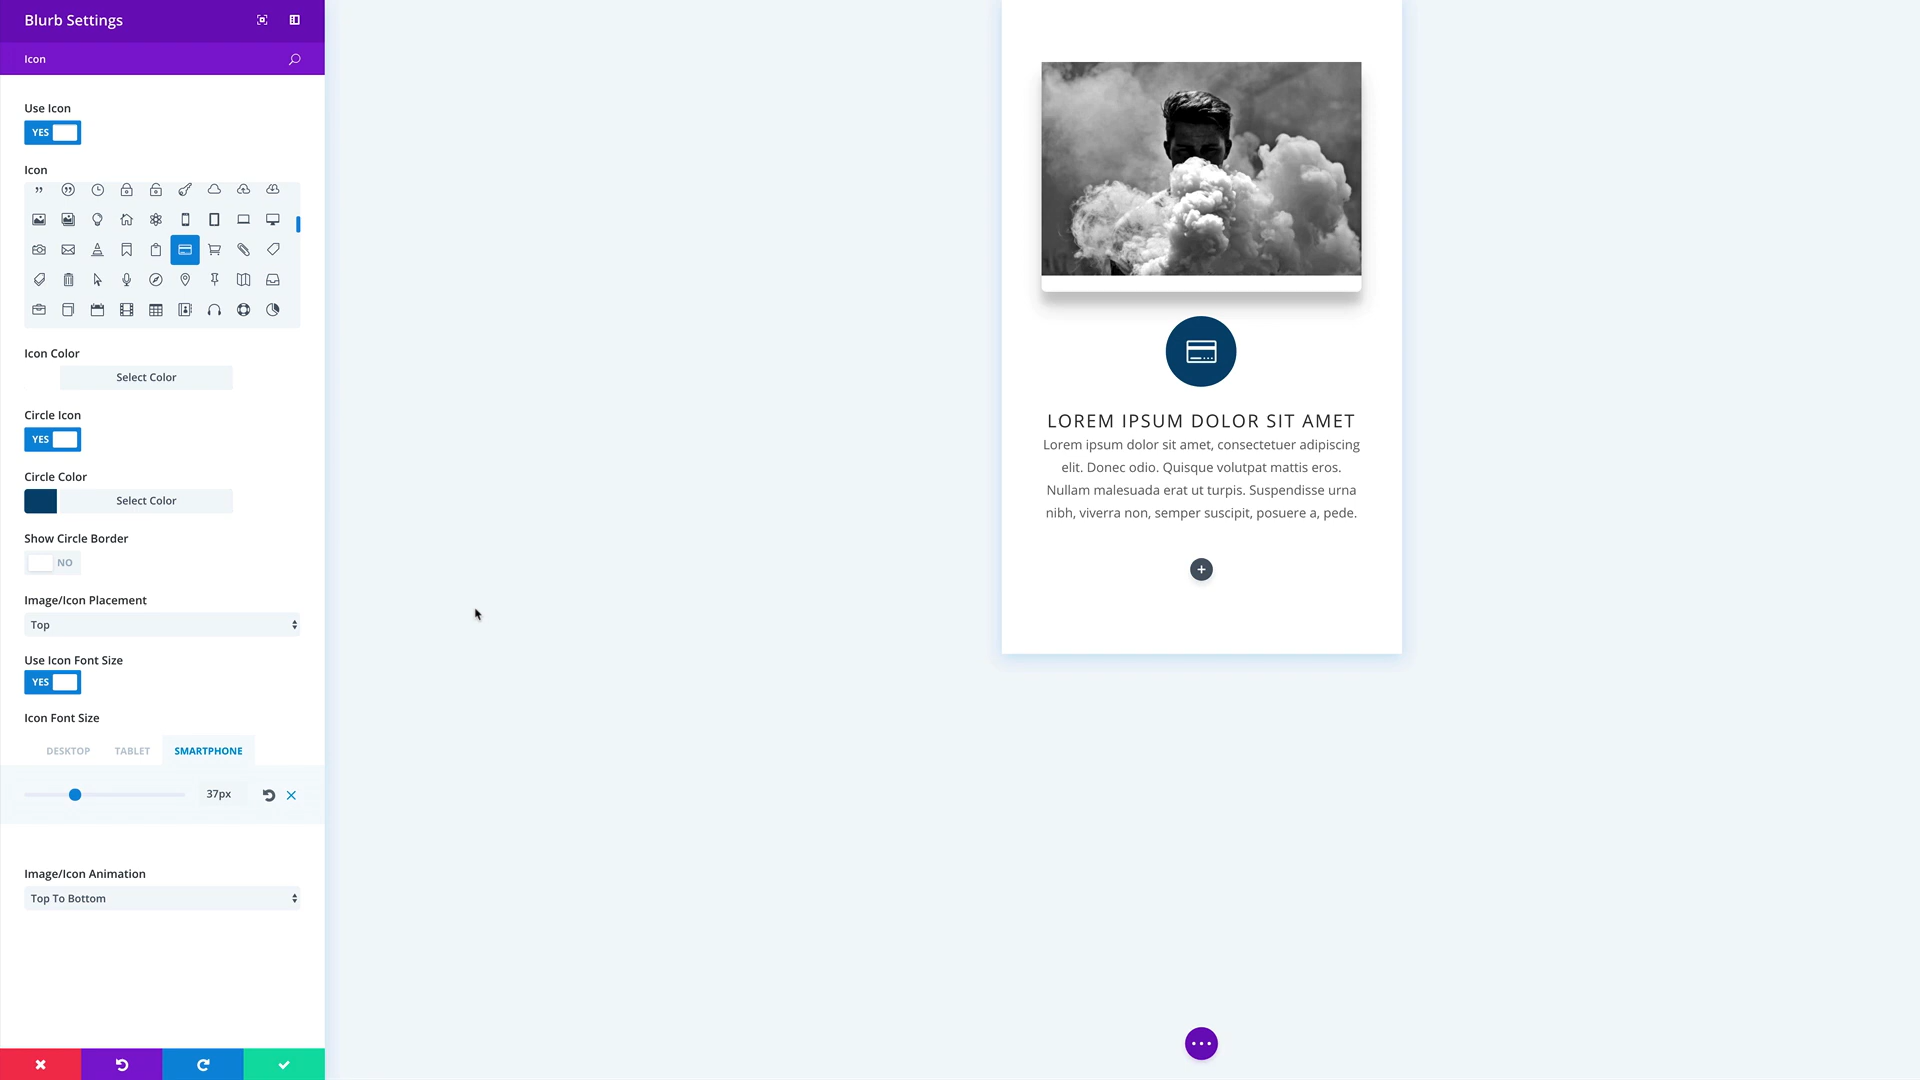 Blurb Settings
Icon
Use Icon
YES
Icon
Icon Color
Select Color
Circle Icon
YES
Circle Color
Select Color
Show Circle Border
NO
Image/Icon Placement
Top
Use Icon Font Size
YES
Icon Font Size
DESKTOP TABLET SMARTPHONE
37px
Image/Icon Animation
Top To Bottom
LOREM IPSUM DOLOR SIT AMET
Lorem ipsum dolor sit amet, consectetuer adipiscing
elit. Donec odio. Quisque volutpat mattis eros.
Nullam malesuada erat ut turpis. Suspendisse urna
nibh, viverra non, semper suscipit, posuere a, pede.